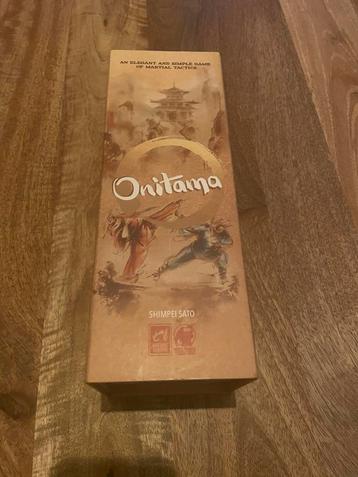 AN ELEGANT AND SIMPLE GAME
OF MARTIAL TACTICS
Onitama
SHIMPEI SATO